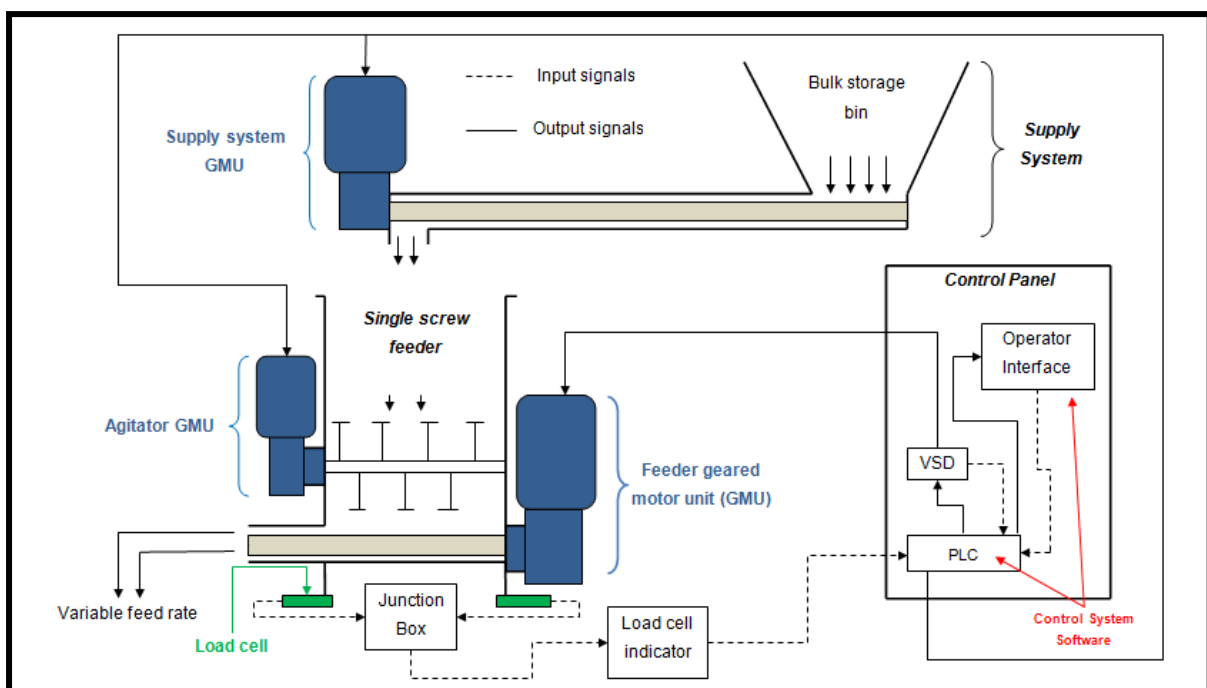 Input signals
Output signals
Bulk storage
bin
Supply
System
Supply system
GMU
Control Panel
Single screw
feeder
Operator
Interface
Agitator GMU
VSD
Feeder geared
motor unit (GMU)
PLC
Variable feed rate
Junction
Box
Load cell
indicator
Control System
Software
Load cell